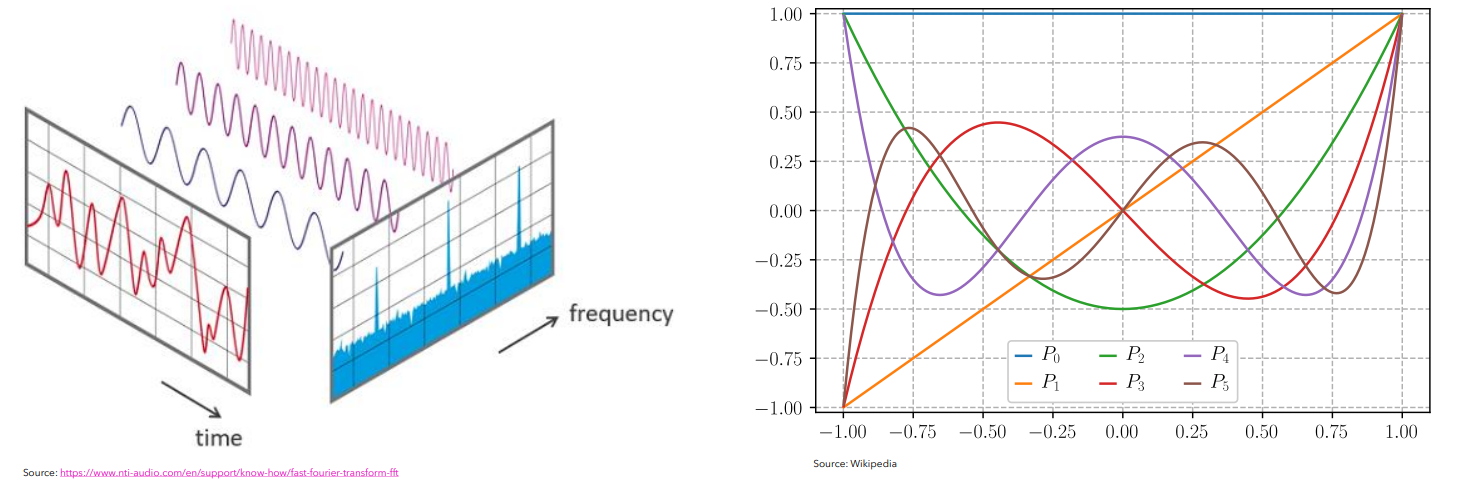 frequency
time
Source: https://www.nti-audio.com/en/support/know-how/fast-fourier-transform-fft
1.00
0.75
0.50
0.25
0.00
−0.25
−0.50
−0.75
−1.00
P₀ P₂ P₄
P₁ P₃ P₅
−1.00 −0.75 −0.50 −0.25 0.00 0.25 0.50 0.75 1.00
Source: Wikipedia